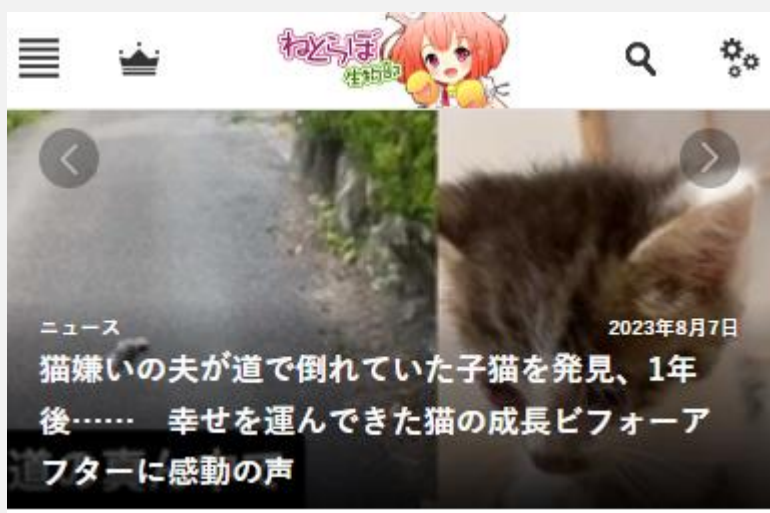 ねとらぼ
生物部
ニュース
2023年8月7日
猫嫌いの夫が道で倒れていた子猫を発見、1年
後…… 幸せを運んできた猫の成長ビフォーア
フターに感動の声